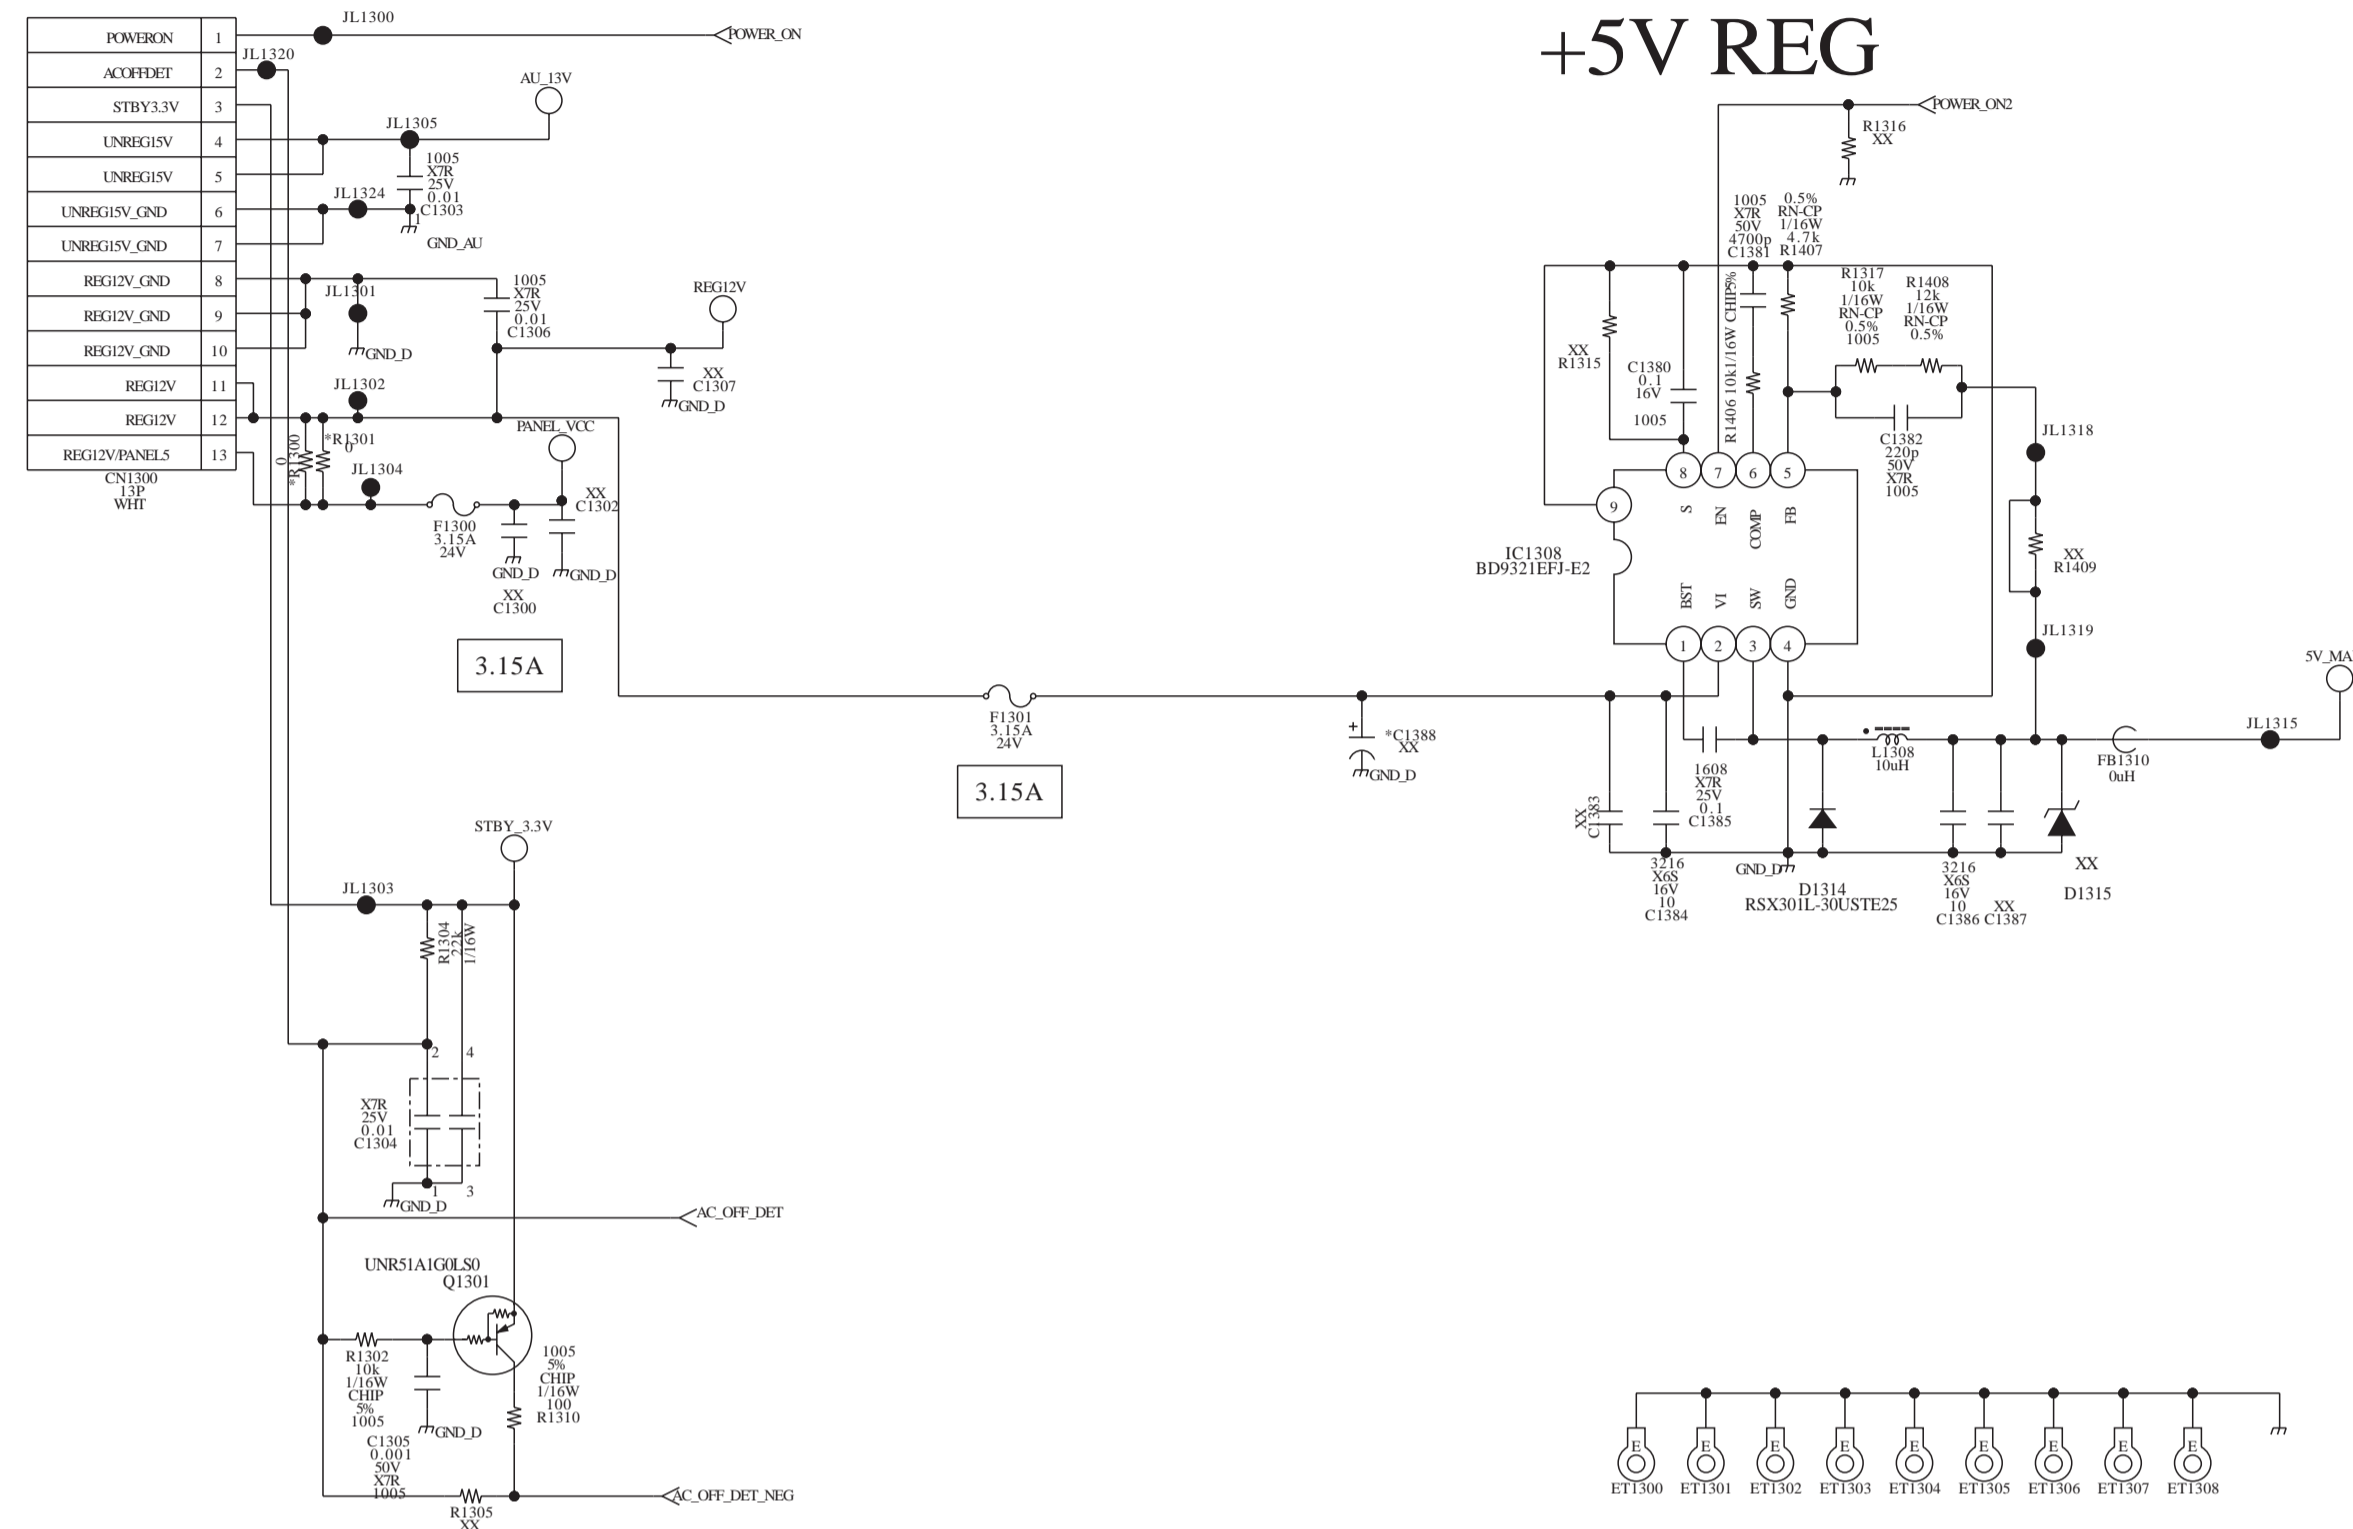 +5V REG
JL1300
POWERON 1
POWER_ON
JL1320
ACOFFDET 2
STBY3.3V 3
UNREG15V 4
UNREG15V 5
UNREG15V_GND 6
UNREG15V_GND 7
REG12V_GND 8
REG12V_GND 9
REG12V_GND 10
REG12V 11
REG12V 12
REG12V/PANEL5 13
CN1300
13P
WHT
AU_13V
JL1305
1005
X7R
25V
0.01
C1303
1
JL1324
GND_AU
JL1301
GND_D
1005
X7R
25V
0.01
C1306
REG12V
XX
C1307
GND_D
JL1302
*R1300
0
*R1301
0
JL1304
PANEL_VCC
F1300
3.15A
24V
XX
C1302
GND_D
GND_D
XX
C1300
3.15A
F1301
3.15A
24V
3.15A
STBY_3.3V
JL1303
R1304
22k
1/16W
2 4
X7R
25V
0.01
C1304
1 3
GND_D
AC_OFF_DET
UNR51A1G0LS0
Q1301
R1302
10k
1/16W
CHIP
5%
1005
GND_D
C1305
0.001
50V
X7R
1005
1005
5%
CHIP
1/16W
100
R1310
R1305
XX
AC_OFF_DET_NEG
POWER_ON2
R1316
XX
1005
X7R
50V
4700p
C1381
0.5%
RN-CP
1/16W
4.7k
R1407
R1317
10k
1/16W
RN-CP
0.5%
1005
R1408
12k
1/16W
RN-CP
0.5%
XX
R1315
C1380
0.1
16V
1005
R1406 10k1/16W CHIP5%
C1382
220p
50V
X7R
1005
JL1318
8 7 6 5
9
S EN COMP FB
IC1308
BD9321EFJ-E2
BST VI SW GND
1 2 3 4
XX
R1409
JL1319
5V_MA
+
*C1388
XX
GND_D
XX
C1383
3216
X6S
16V
10
C1384
1608
X7R
25V
0.1
C1385
GND_D
D1314
RSX301L-30USTE25
L1308
10uH
3216
X6S
16V
10
C1386
XX
C1387
XX
D1315
FB1310
0uH
JL1315
E E E E E E E E E
ET1300 ET1301 ET1302 ET1303 ET1304 ET1305 ET1306 ET1307 ET1308